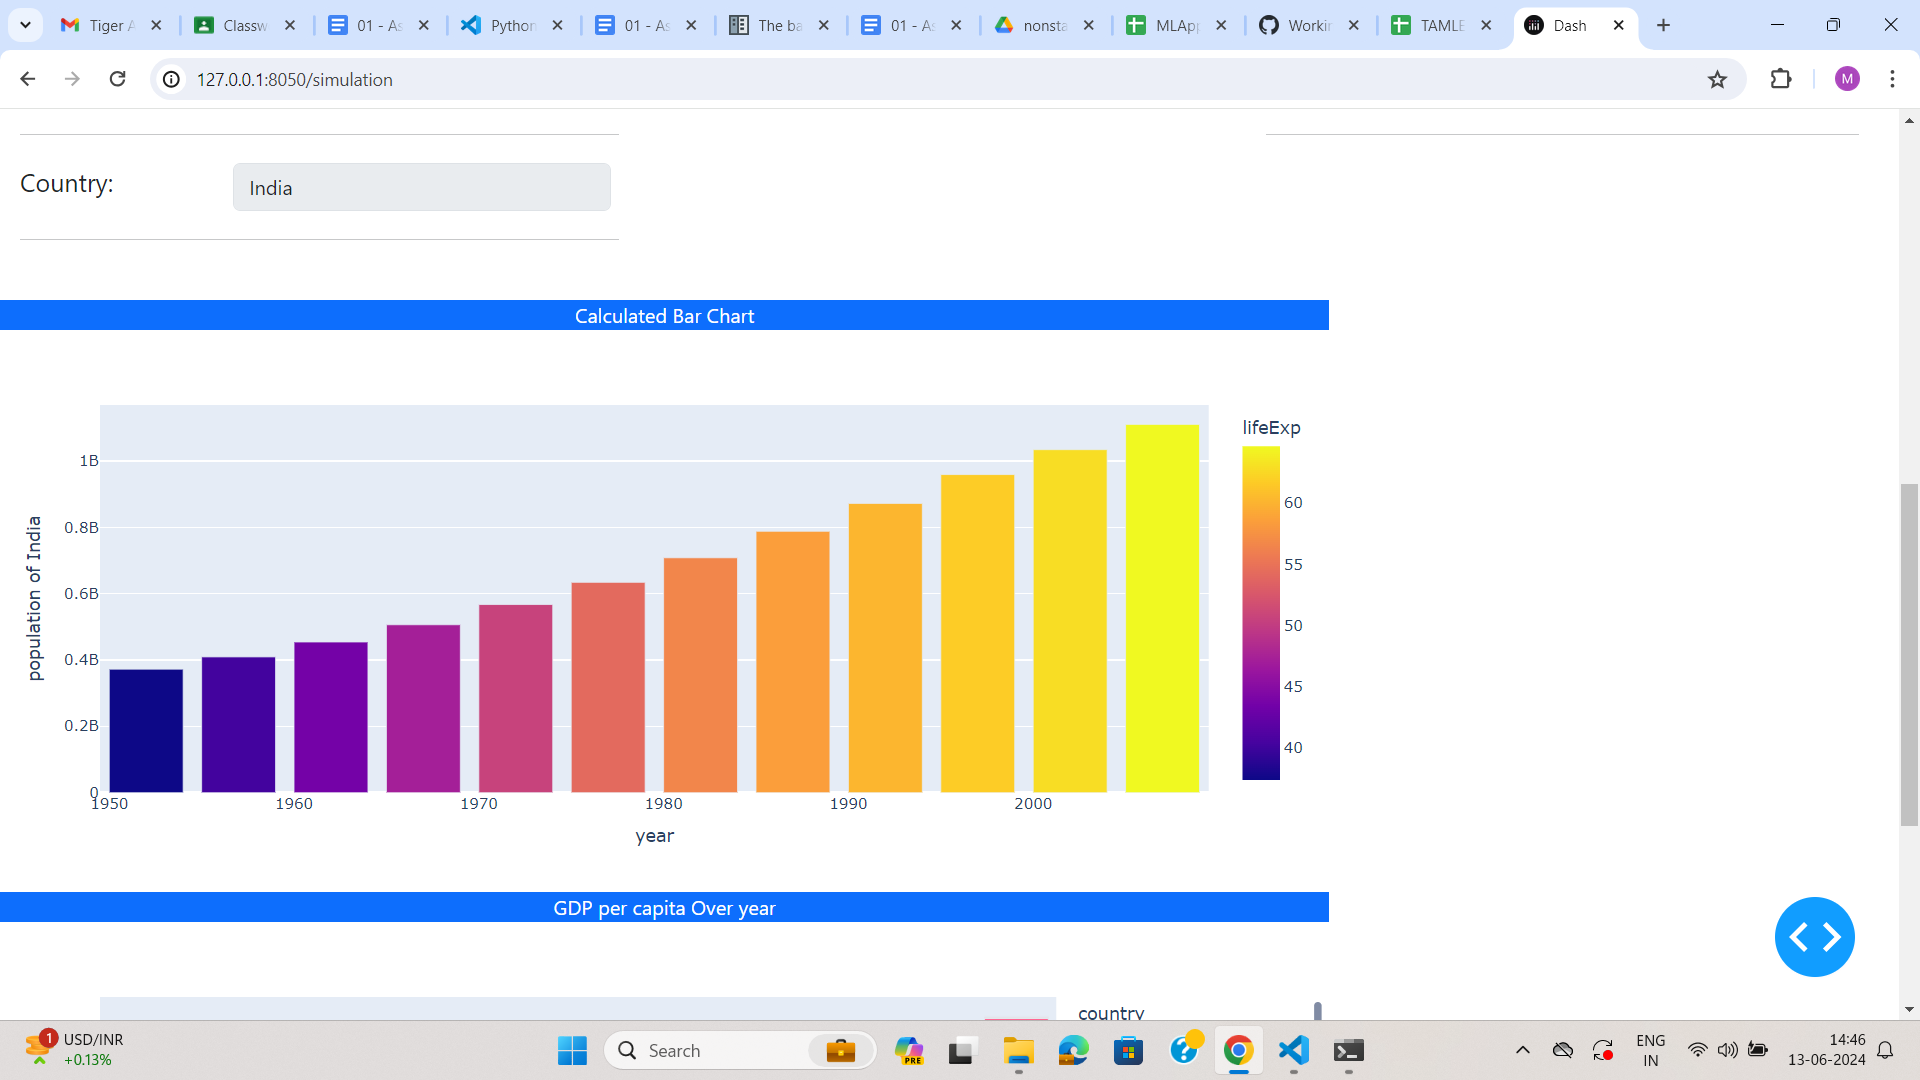 Tiger A
Classw
01 - As
Python
01 - As
The ba
01 - As
nonsta
MLApp
Workin
TAMLE
Dash
127.0.0.1:8050/simulation
M
Country:
India
Calculated Bar Chart
population of India
1B
0.8B
0.6B
0.4B
0.2B
0
1950
1960
1970
1980
1990
2000
year
lifeExp
60
55
50
45
40
GDP per capita Over year
country
1
USD/INR
+0.13%
Search
PRE
ENG
IN
14:46
13-06-2024